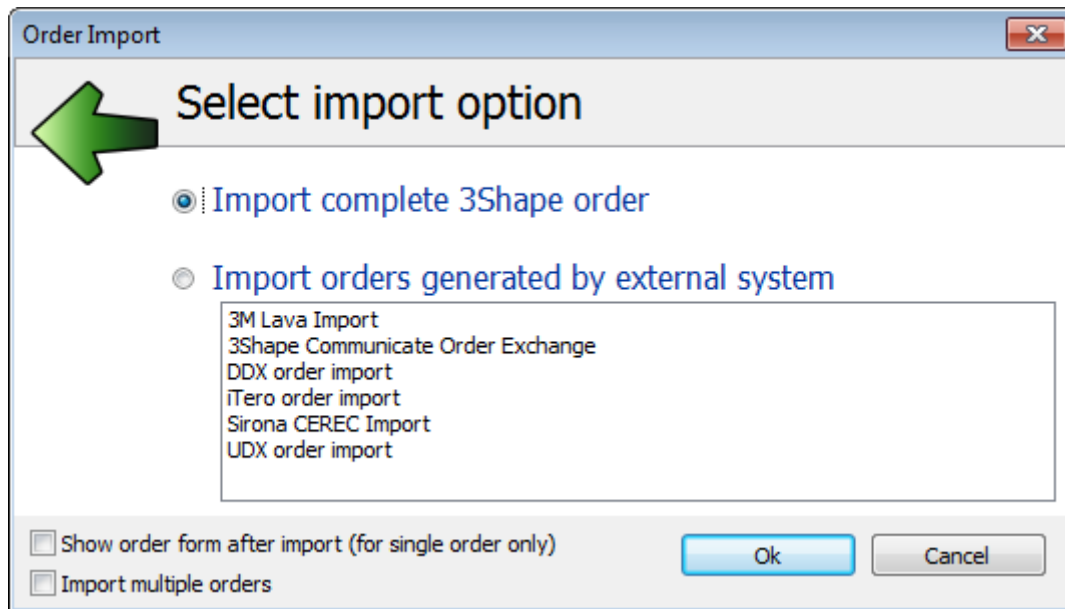 Order Import
Select import option
Import complete 3Shape order
Import orders generated by external system
3M Lava Import
3Shape Communicate Order Exchange
DDX order import
iTero order import
Sirona CEREC Import
UDX order import
Show order form after import (for single order only)
Import multiple orders
Ok
Cancel